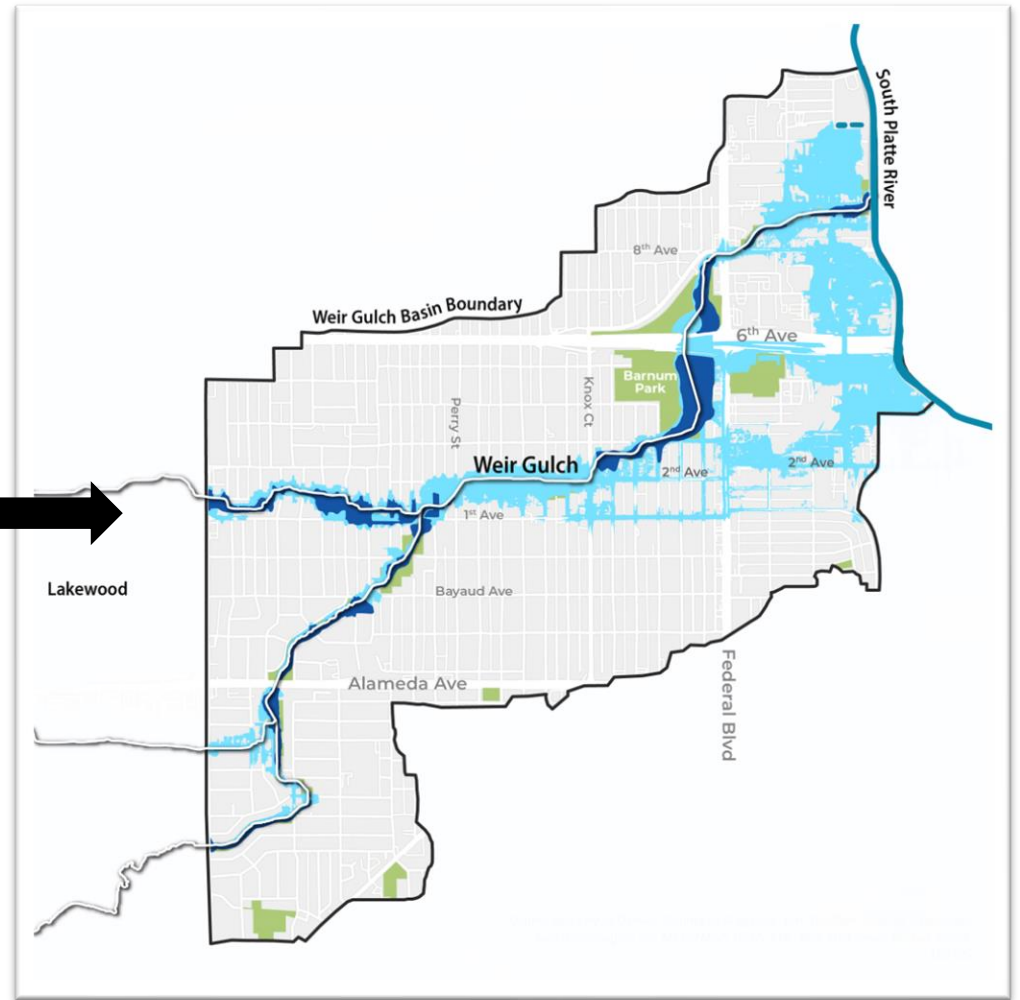 South Platte River
8th Ave
Weir Gulch Basin Boundary
6th Ave
Barnum
Park
Knox Ct
Perry St
Weir Gulch
2nd Ave
2nd Ave
1st Ave
Lakewood
Bayaud Ave
Alameda Ave
Federal Blvd